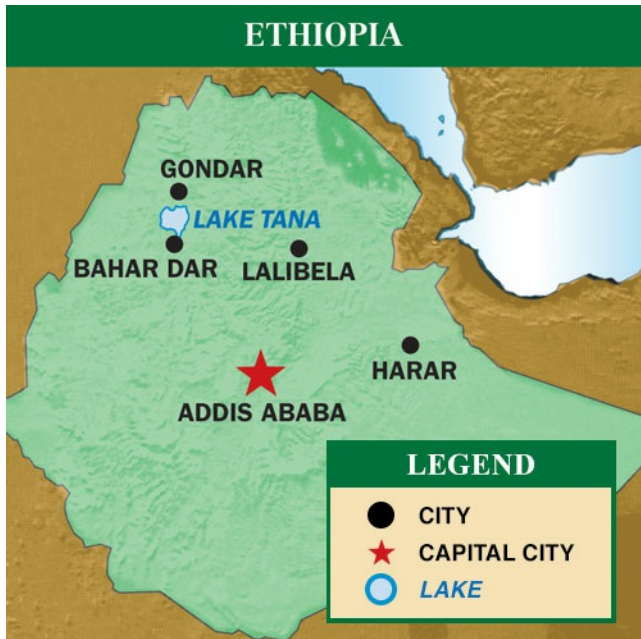 ETHIOPIA
GONDAR
LAKE TANA
BAHAR DAR
LALIBELA
HARAR
ADDIS ABABA
LEGEND
CITY
CAPITAL CITY
LAKE